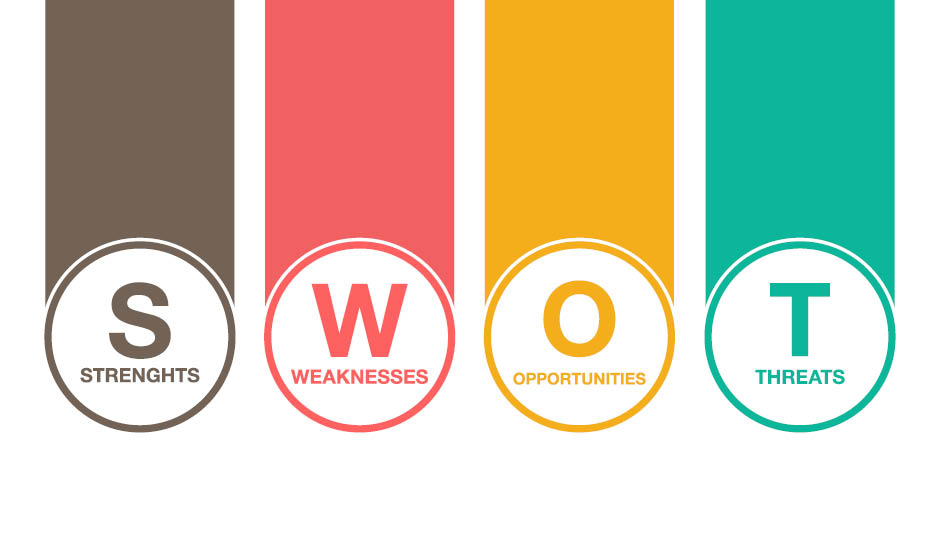 S
STRENGHTS
W
WEAKNESSES
O
OPPORTUNITIES
T
THREATS